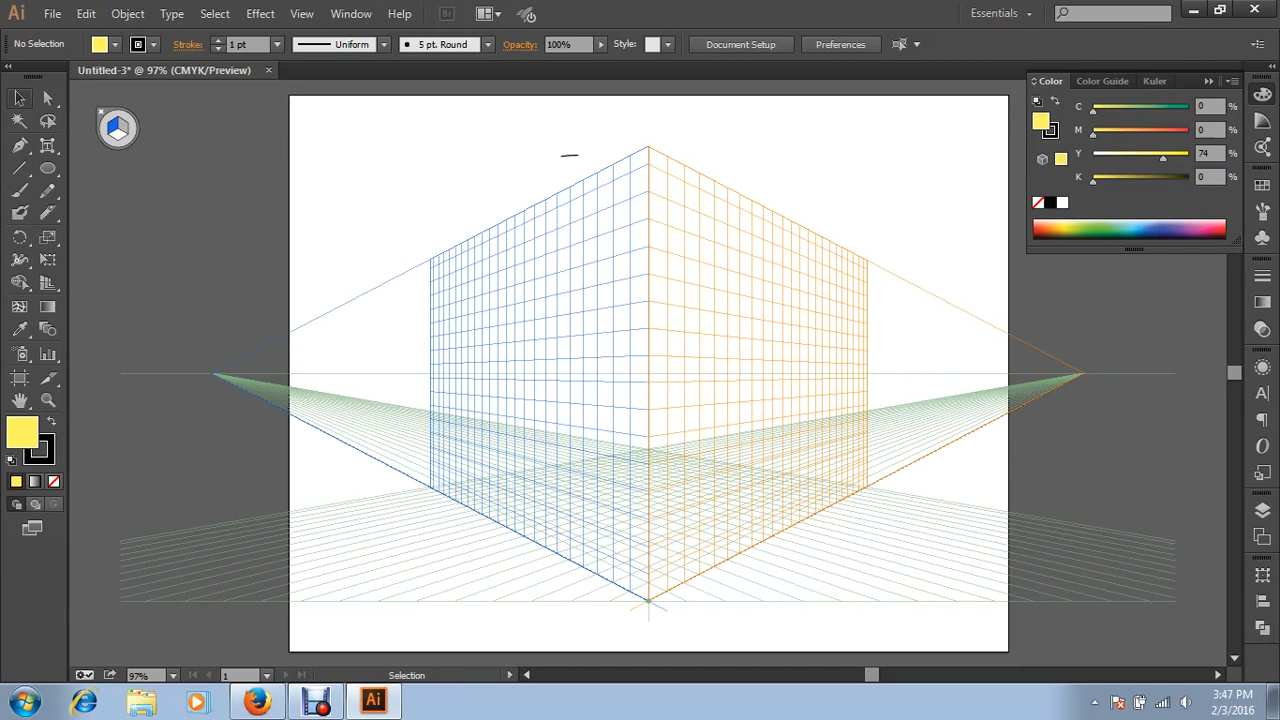 Ai File Edit Object Type Select Effect View Window Help Br Essentials
No Selection Stroke: 1 pt Uniform 5 pt. Round Opacity: 100% Style: Document Setup Preferences
Untitled-3* @ 97% (CMYK/Preview) ×
Color Color Guide Kuler
C 0 %
M 0 %
Y 74 %
K 0 %
97% 1 Selection
Ai 3:47 PM
2/3/2016